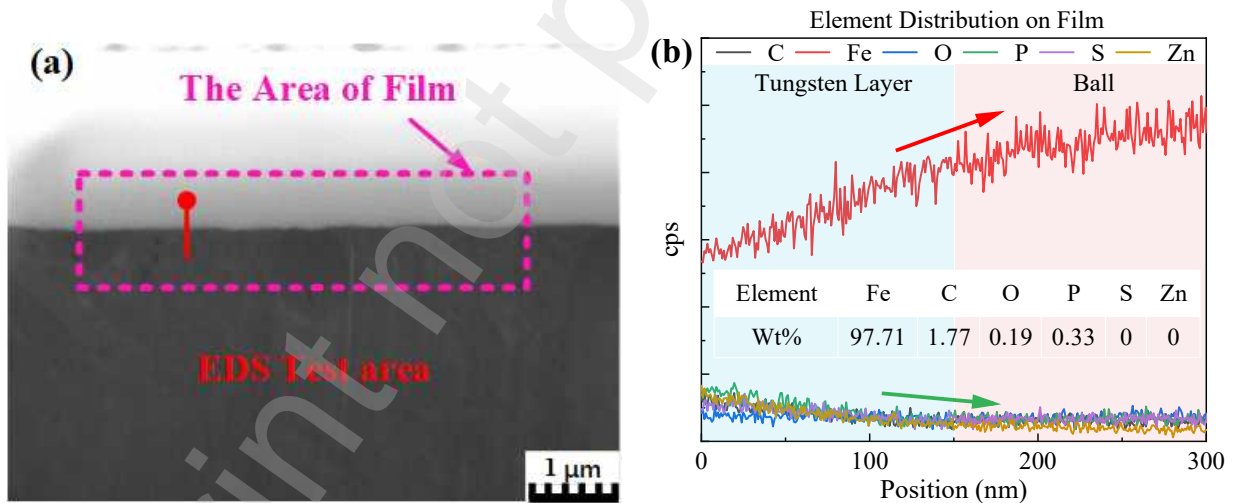 (a)
The Area of Film
EDS Test area
1 μm
Element Distribution on Film
(b)
C Fe O P S Zn
Tungsten Layer Ball
cps
Element Fe C O P S Zn
Wt% 97.71 1.77 0.19 0.33 0 0
0 100 200 300
Position (nm)
int not p